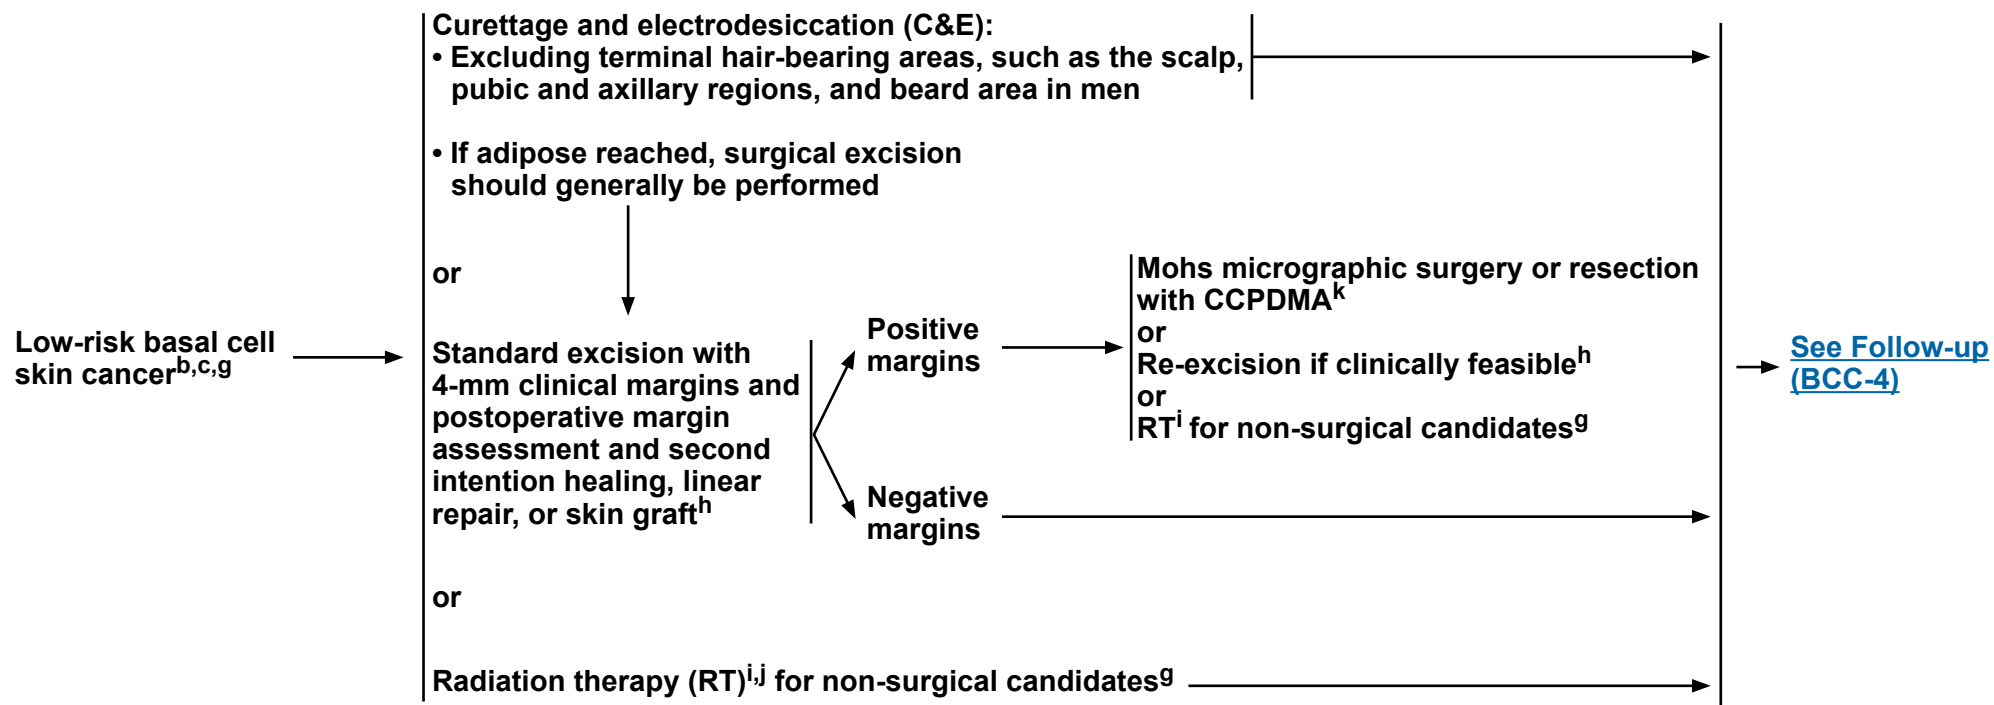 Low-risk basal cell
skin cancerb,c,g
Curettage and electrodesiccation (C&E):
• Excluding terminal hair-bearing areas, such as the scalp,
pubic and axillary regions, and beard area in men
• If adipose reached, surgical excision
should generally be performed
or
Standard excision with
4-mm clinical margins and
postoperative margin
assessment and second
intention healing, linear
repair, or skin grafth
Positive
margins
Mohs micrographic surgery or resection
with CCPDMAk
or
Re-excision if clinically feasibleh
or
RTi for non-surgical candidatesg
Negative
margins
or
Radiation therapy (RT)i,j for non-surgical candidatesg
See Follow-up
(BCC-4)